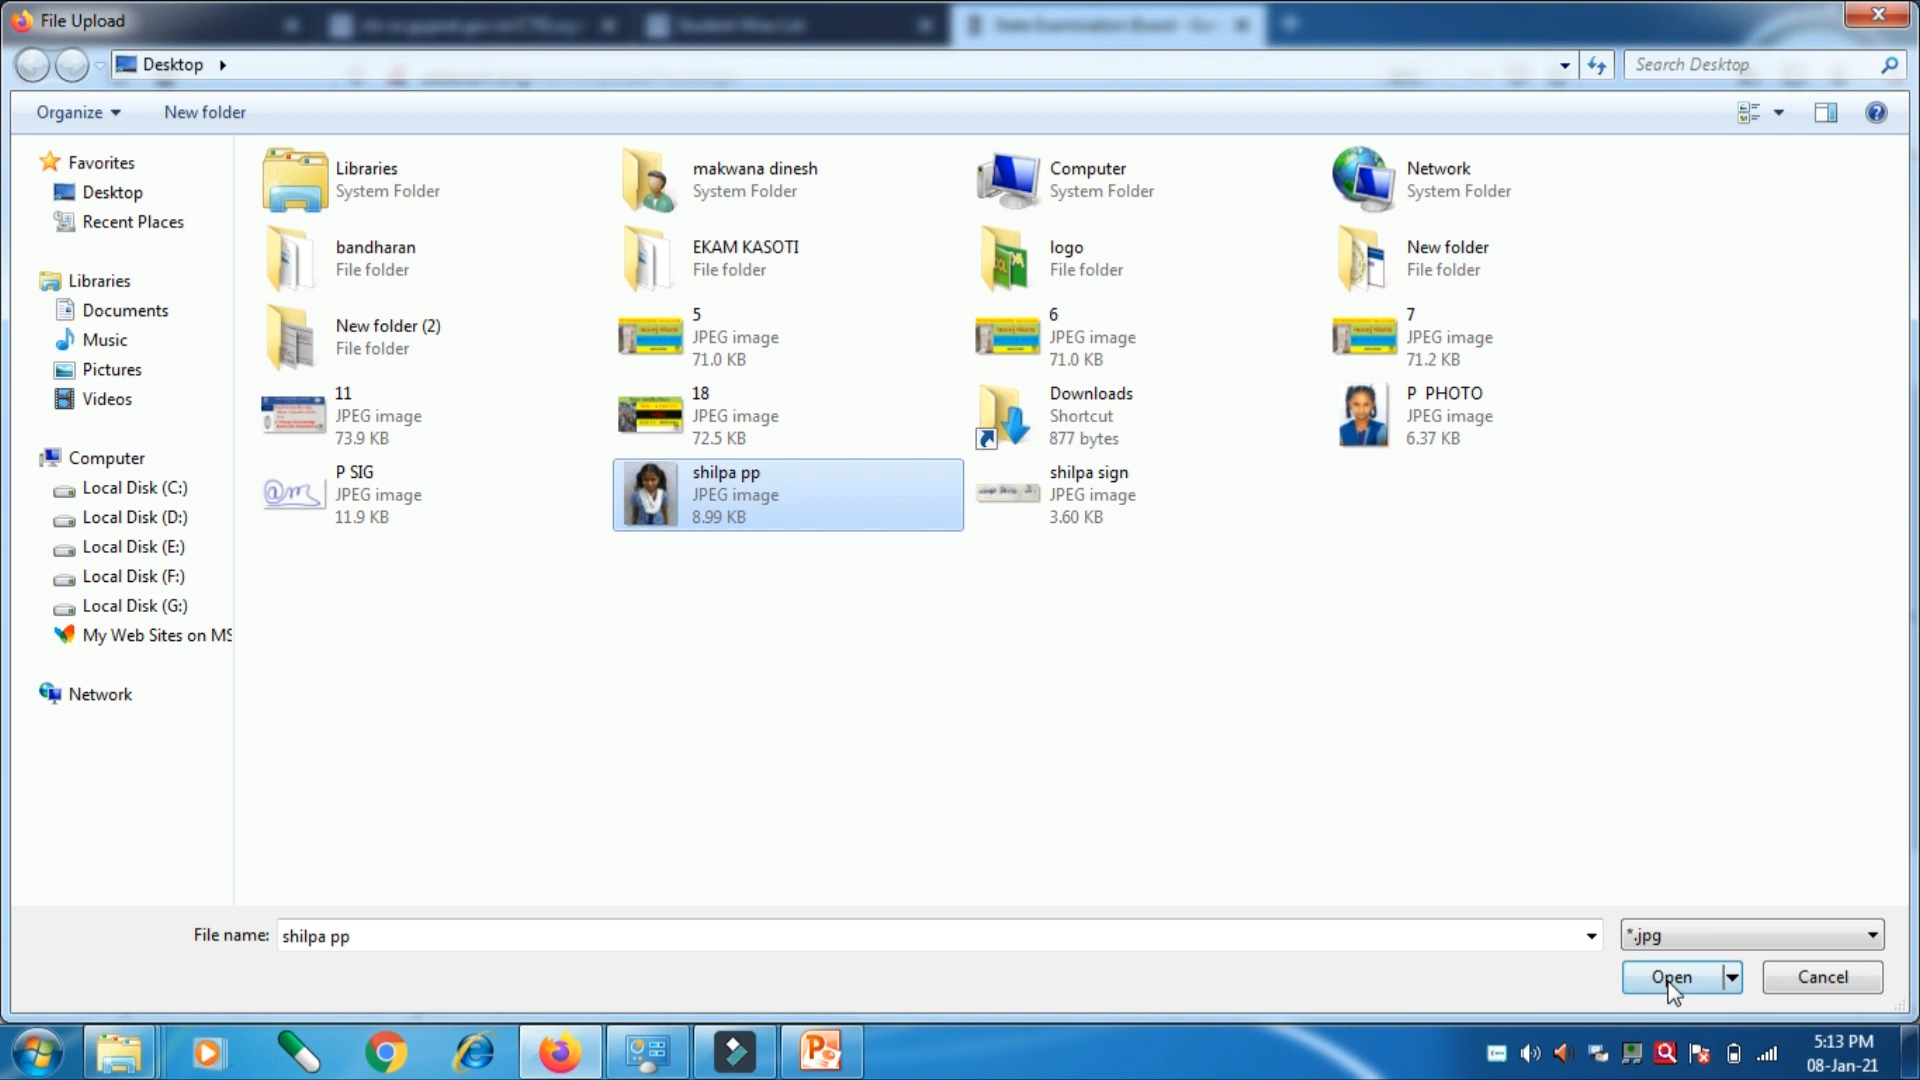 File Upload
Student Wise List
State Examination Board - Gu
Desktop
Search Desktop
Organize
New folder
Favorites
Desktop
Recent Places
Libraries
Documents
Music
Pictures
Videos
Computer
Local Disk (C:)
Local Disk (D:)
Local Disk (E:)
Local Disk (F:)
Local Disk (G:)
My Web Sites on MS
Network
Libraries
System Folder
makwana dinesh
System Folder
Computer
System Folder
Network
System Folder
bandharan
File folder
EKAM KASOTI
File folder
logo
File folder
New folder
File folder
New folder (2)
File folder
5
JPEG image
71.0 KB
6
JPEG image
71.0 KB
7
JPEG image
71.2 KB
11
JPEG image
73.9 KB
18
JPEG image
72.5 KB
Downloads
Shortcut
877 bytes
P PHOTO
JPEG image
6.37 KB
P SIG
JPEG image
11.9 KB
shilpa pp
JPEG image
8.99 KB
shilpa sign
JPEG image
3.60 KB
File name: shilpa pp
*.jpg
Open
Cancel
5:13 PM
08-Jan-21